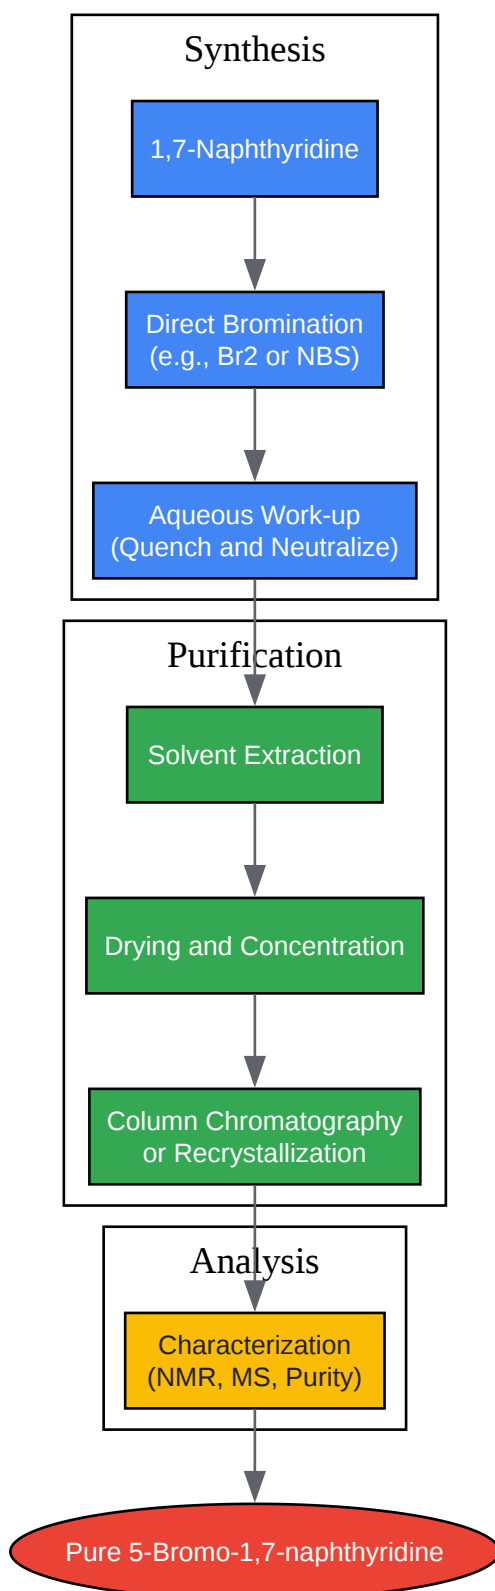 Synthesis
1,7-Naphthyridine
Direct Bromination
(e.g., Br2 or NBS)
Aqueous Work-up
(Quench and Neutralize)
Purification
Solvent Extraction
Drying and Concentration
Column Chromatography
or Recrystallization
Analysis
Characterization
(NMR, MS, Purity)
Pure 5-Bromo-1,7-naphthyridine